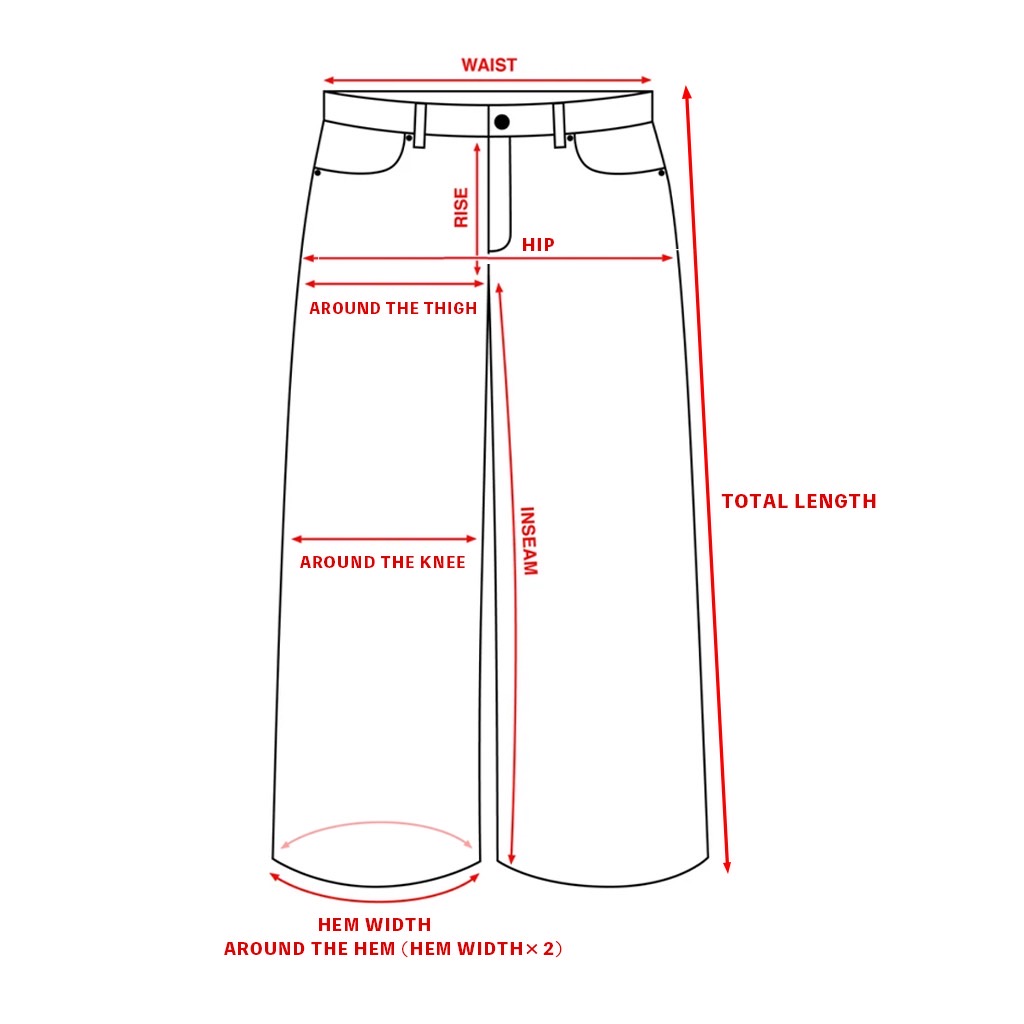 WAIST
RISE
HIP
AROUND THE THIGH
INSEAM
TOTAL LENGTH
AROUND THE KNEE
HEM WIDTH
AROUND THE HEM（HEM WIDTH×2）